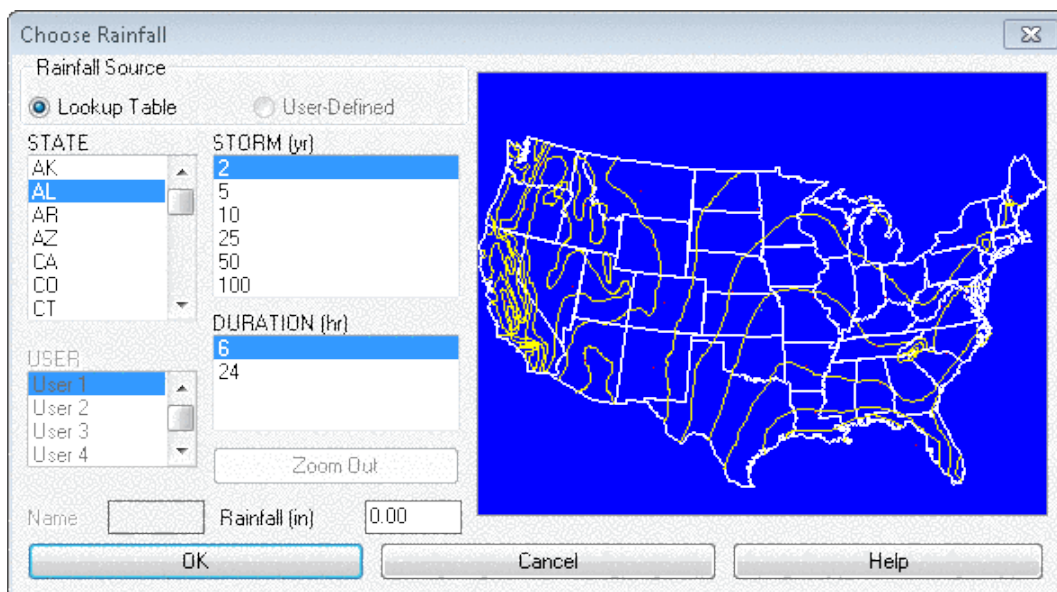 Choose Rainfall
Rainfall Source
Lookup Table
User-Defined
STATE
AK
AL
AR
AZ
CA
CO
CT
STORM (yr)
2
5
10
25
50
100
DURATION (hr)
6
24
USER
User 1
User 2
User 3
User 4
Zoom Out
Name
Rainfall (in)
0.00
OK
Cancel
Help